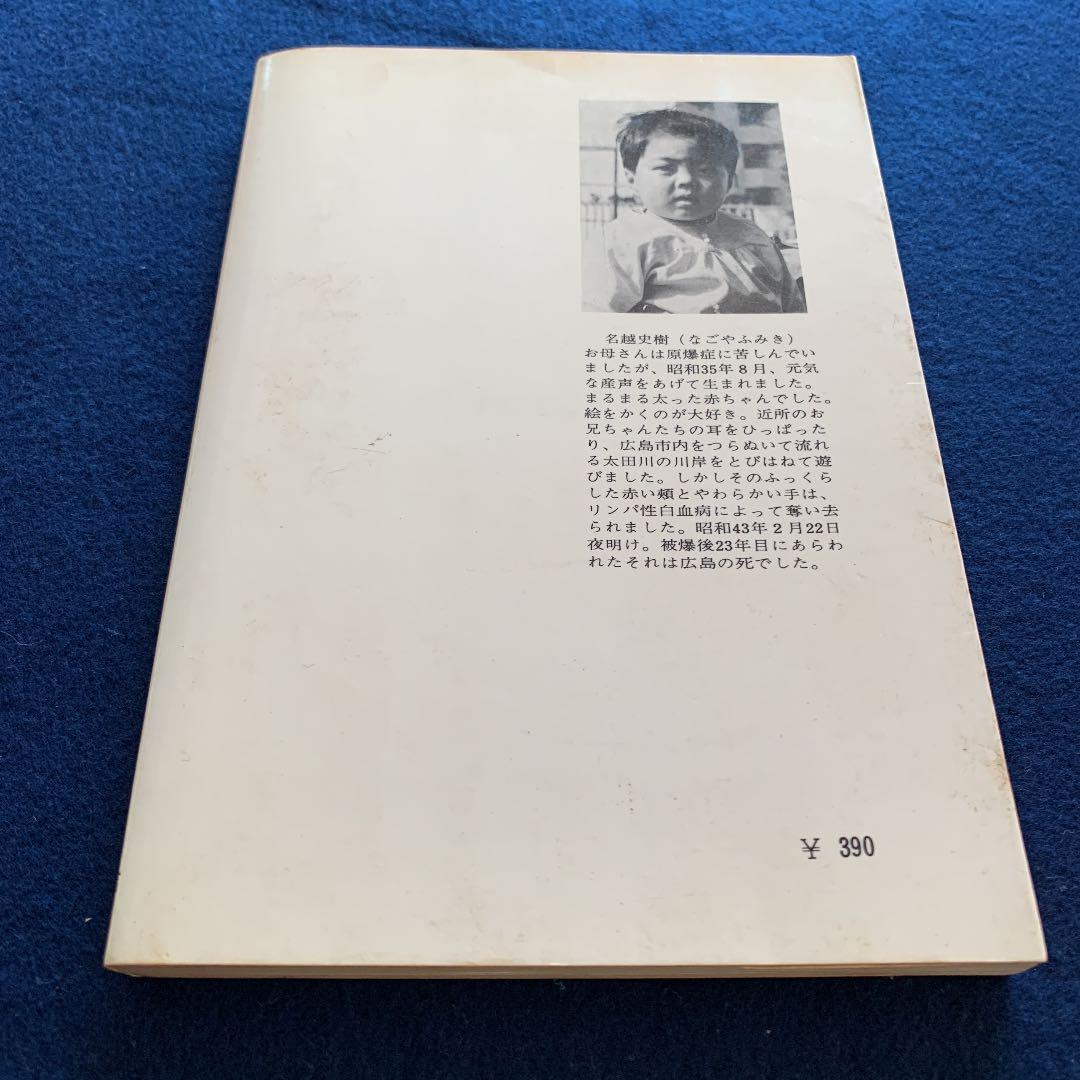 名越史樹（なごやふみき）
お母さんは原爆症に苦しんでい
ましたが、昭和35年８月、元気
な産声をあげて生まれました。
まるまる太った赤ちゃんでした。
絵をかくのが大好き。近所のお
兄ちゃんたちの耳をひっぱった
り、広島市内をつらぬいて流れ
る太田川の川岸をとびはねて遊
びました。しかしそのふっくら
した赤い頰とやわらかい手は、
リンパ性白血病によって奪い去
られました。昭和43年２月22日
夜明け。被爆後23年目にあらわ
れたそれは広島の死でした。
￥ 390